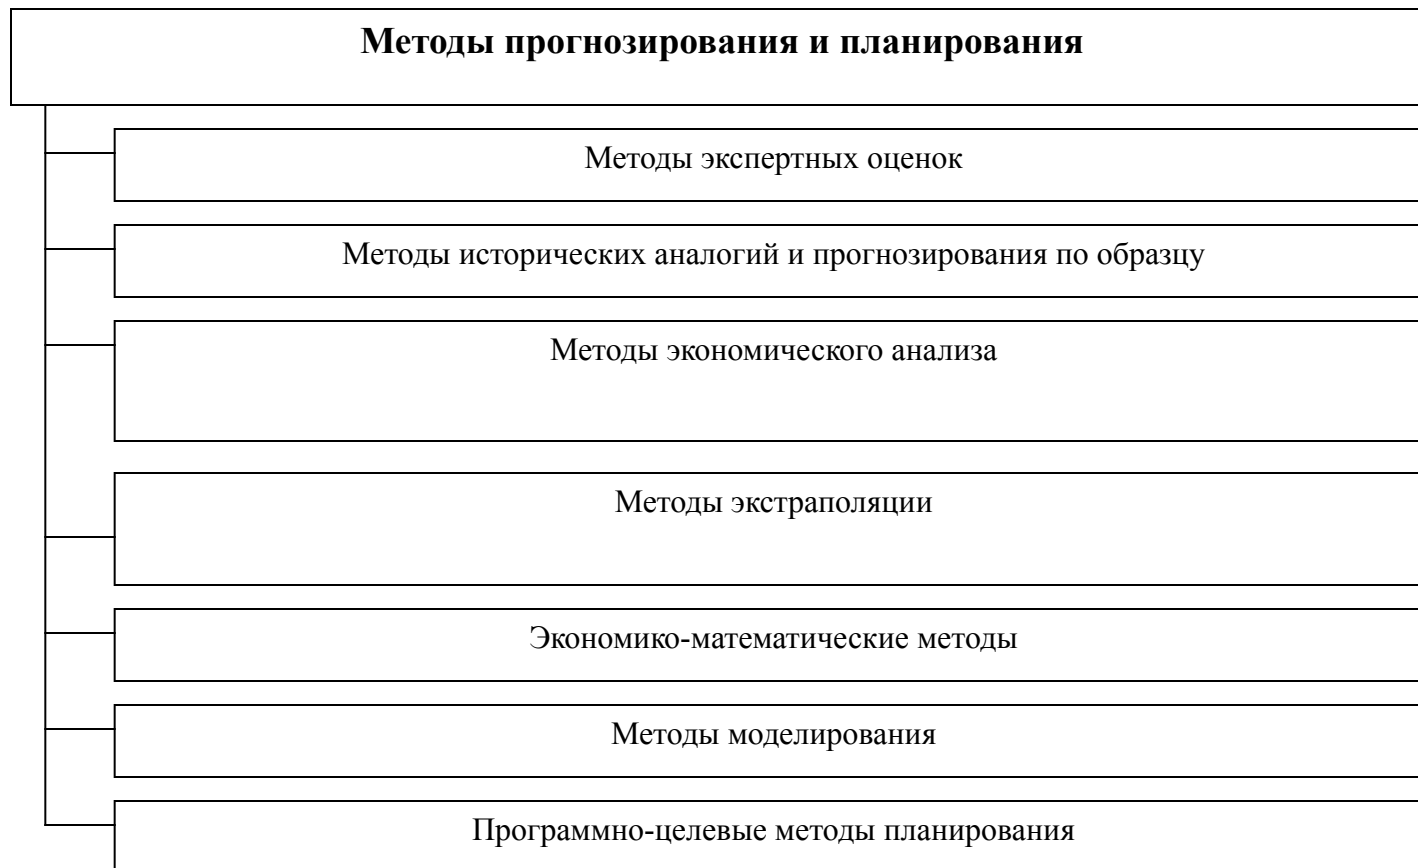 Методы прогнозирования и планирования
Методы экспертных оценок
Методы исторических аналогий и прогнозирования по образцу
Методы экономического анализа
Методы экстраполяции
Экономико-математические методы
Методы моделирования
Программно-целевые методы планирования